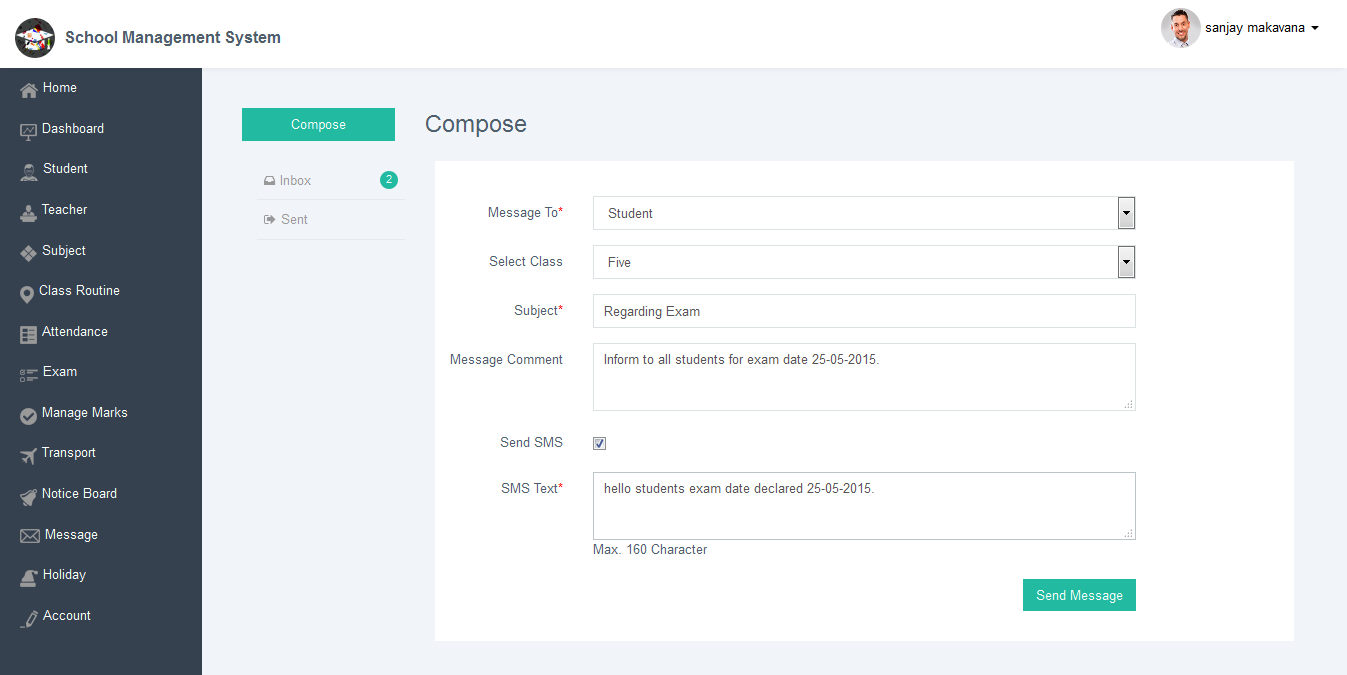 School Management System
sanjay makavana
Home
Dashboard
Student
Teacher
Subject
Class Routine
Attendance
Exam
Manage Marks
Transport
Notice Board
Message
Holiday
Account
Compose
Inbox 2
Sent
Compose
Message To* Student
Select Class Five
Subject* Regarding Exam
Message Comment Inform to all students for exam date 25-05-2015.
Send SMS
SMS Text* hello students exam date declared 25-05-2015.
Max. 160 Character
Send Message